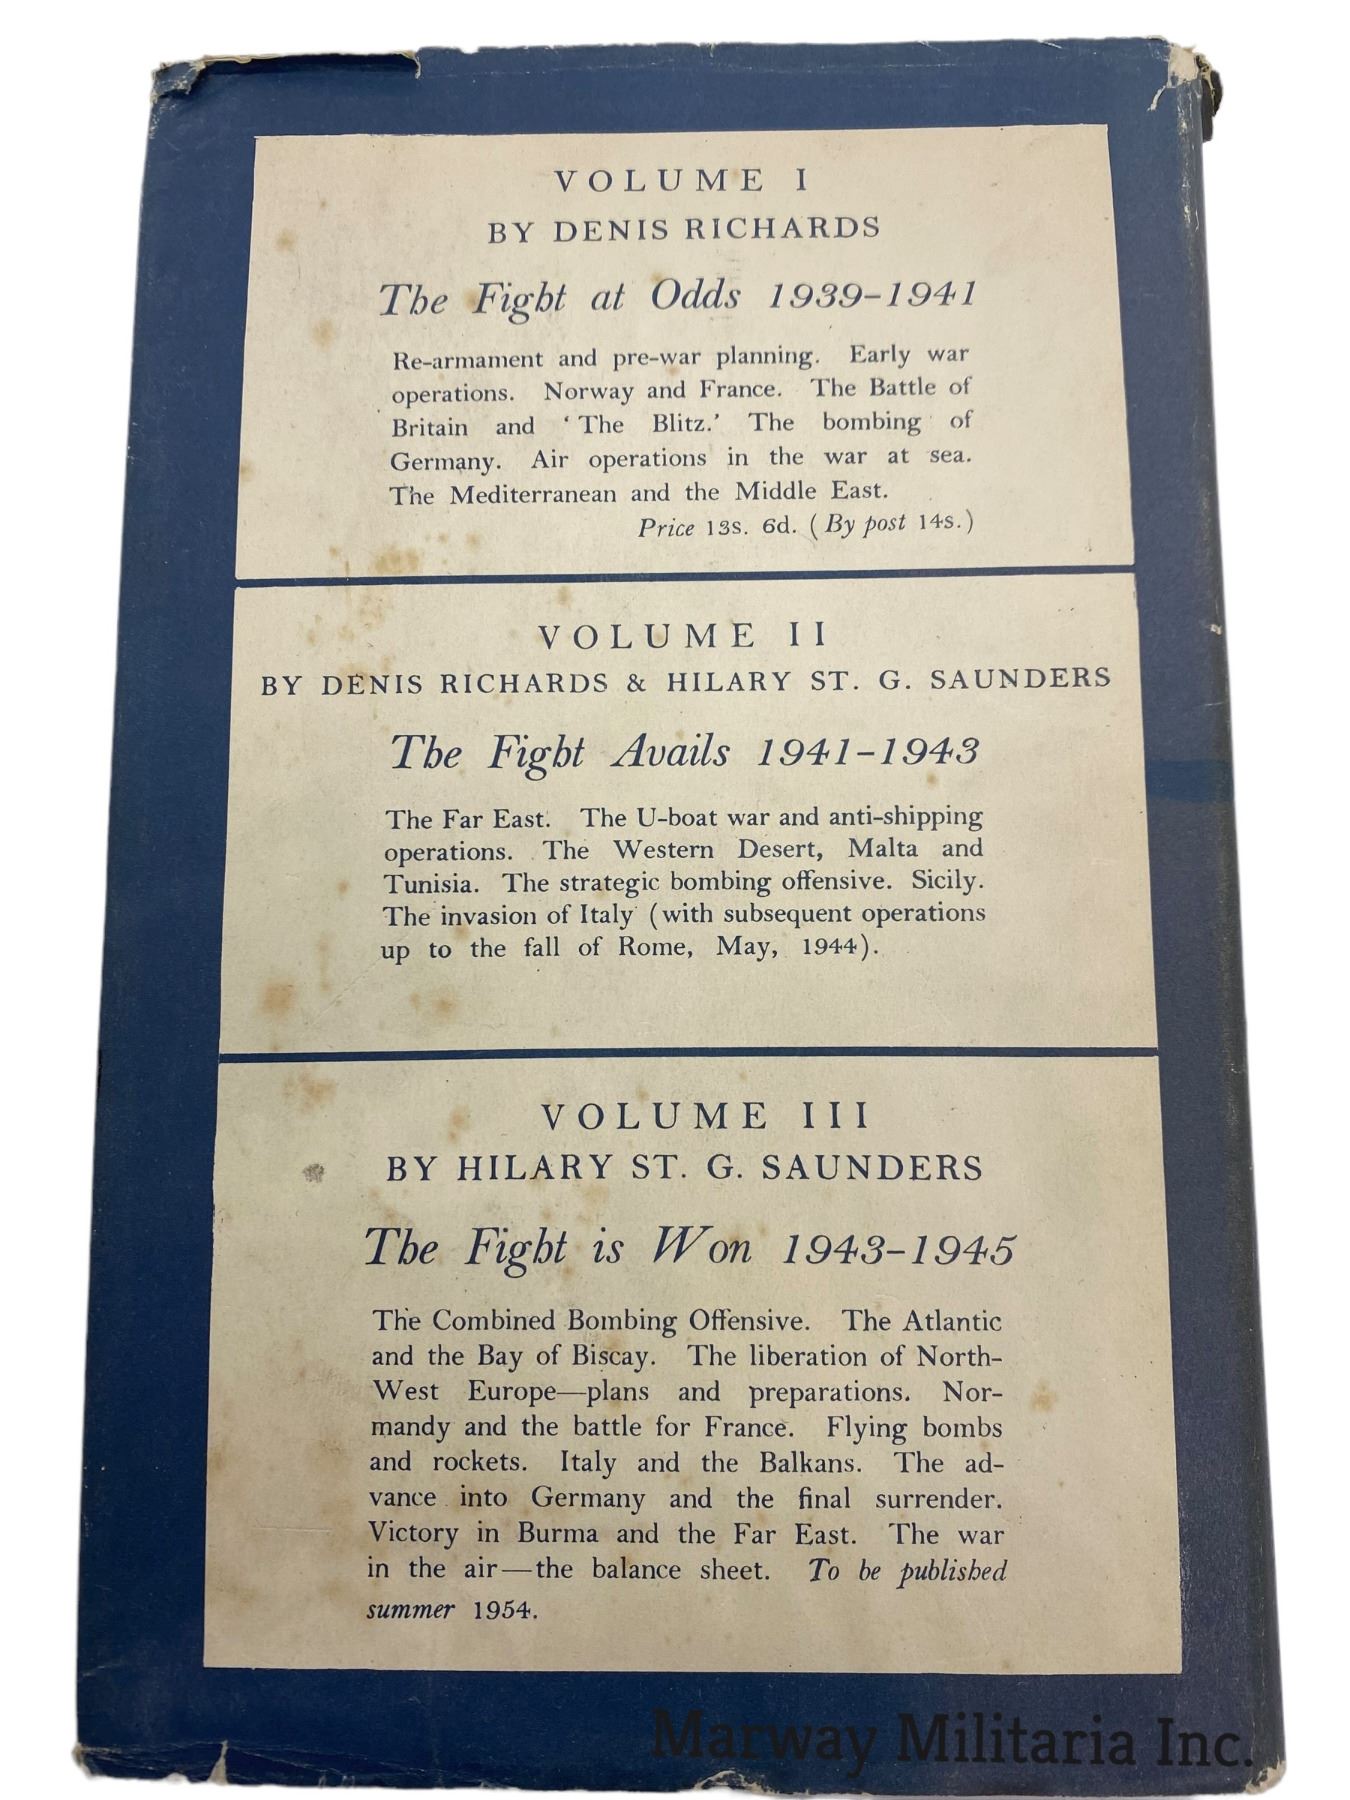 VOLUME I
BY DENIS RICHARDS
The Fight at Odds 1939-1941
Re-armament and pre-war planning. Early war
operations. Norway and France. The Battle of
Britain and ‘The Blitz.’ The bombing of
Germany. Air operations in the war at sea.
The Mediterranean and the Middle East.
Price 13s. 6d. (By post 14s.)
VOLUME II
BY DENIS RICHARDS & HILARY ST. G. SAUNDERS
The Fight Avails 1941-1943
The Far East. The U-boat war and anti-shipping
operations. The Western Desert, Malta and
Tunisia. The strategic bombing offensive. Sicily.
The invasion of Italy (with subsequent operations
up to the fall of Rome, May, 1944).
VOLUME III
BY HILARY ST. G. SAUNDERS
The Fight is Won 1943-1945
The Combined Bombing Offensive. The Atlantic
and the Bay of Biscay. The liberation of North-
West Europe—plans and preparations. Nor-
mandy and the battle for France. Flying bombs
and rockets. Italy and the Balkans. The ad-
vance into Germany and the final surrender.
Victory in Burma and the Far East. The war
in the air—the balance sheet. To be published
summer 1954.
Marway Militaria Inc.